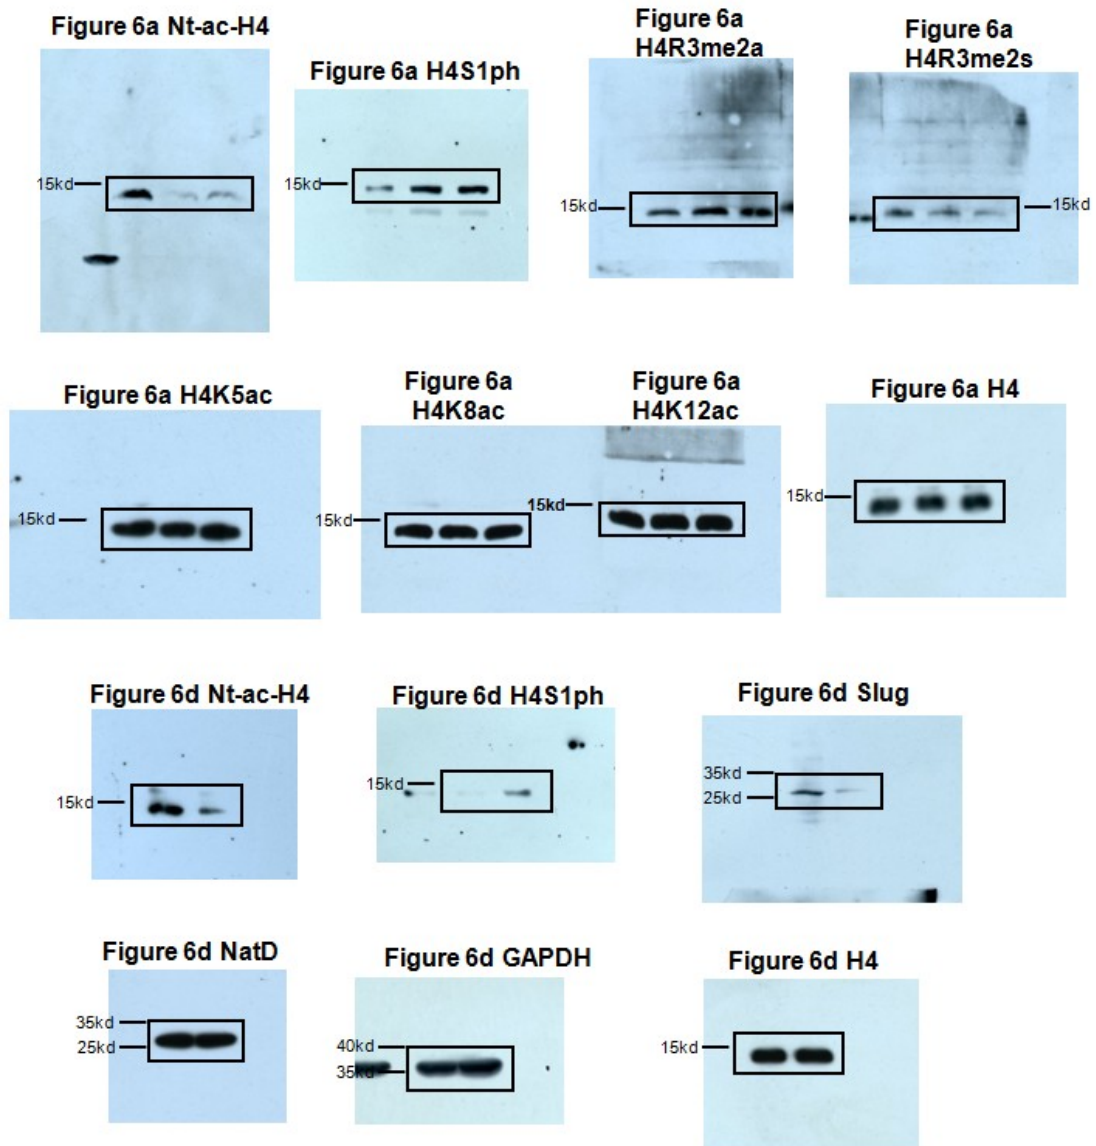 Figure 6a Nt-ac-H4
15kd
Figure 6a H4S1ph
15kd
Figure 6a
H4R3me2a
15kd
Figure 6a
H4R3me2s
15kd
Figure 6a H4K5ac
15kd
Figure 6a
H4K8ac
15kd
Figure 6a
H4K12ac
15kd
Figure 6a H4
15kd
Figure 6d Nt-ac-H4
15kd
Figure 6d H4S1ph
15kd
Figure 6d Slug
35kd
25kd
Figure 6d NatD
35kd
25kd
Figure 6d GAPDH
40kd
35kd
Figure 6d H4
15kd